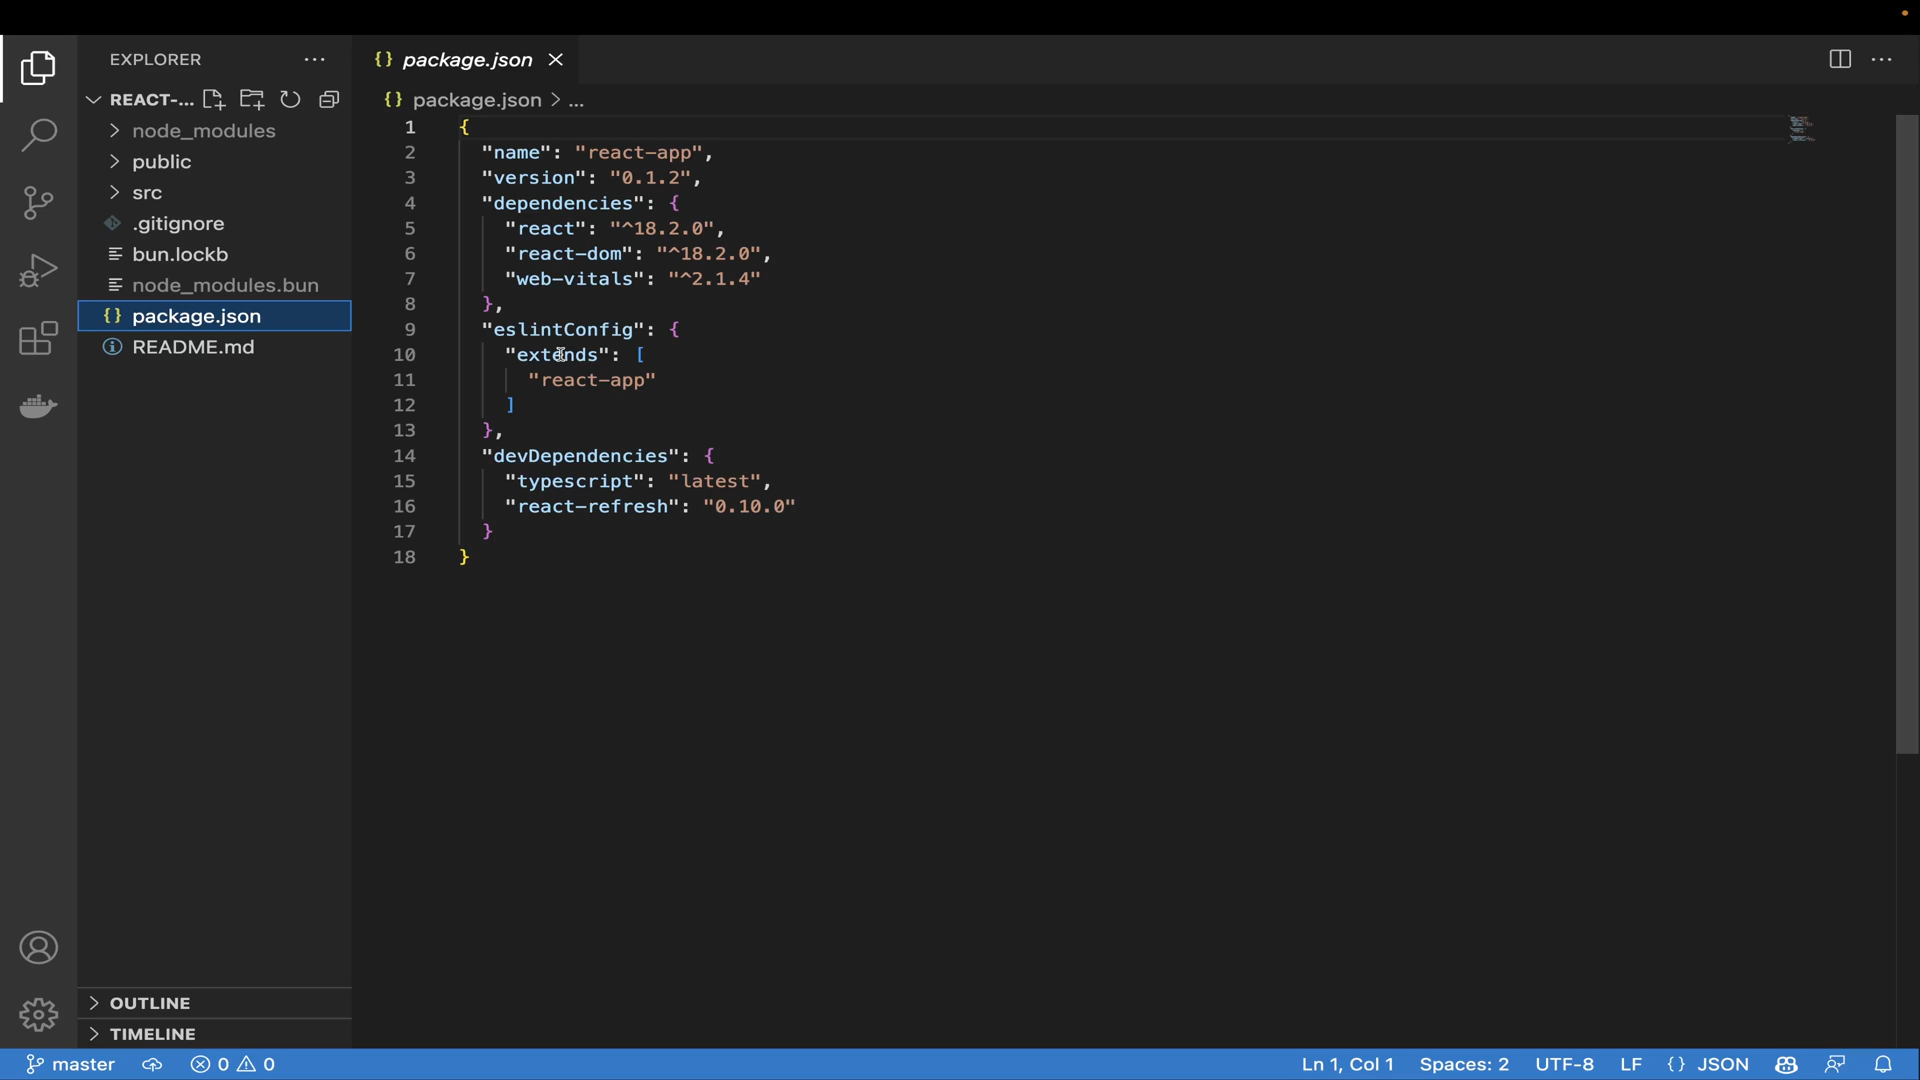 EXPLORER
REACT-...
node_modules
public
src
.gitignore
bun.lockb
node_modules.bun
package.json
README.md
OUTLINE
TIMELINE
package.json
package.json > ...
1 {
2 "name": "react-app",
3 "version": "0.1.2",
4 "dependencies": {
5 "react": "^18.2.0",
6 "react-dom": "^18.2.0",
7 "web-vitals": "^2.1.4"
8 },
9 "eslintConfig": {
10 "extends": [
11 "react-app"
12 ]
13 },
14 "devDependencies": {
15 "typescript": "latest",
16 "react-refresh": "0.10.0"
17 }
18 }
master 0 0 Ln 1, Col 1 Spaces: 2 UTF-8 LF {} JSON